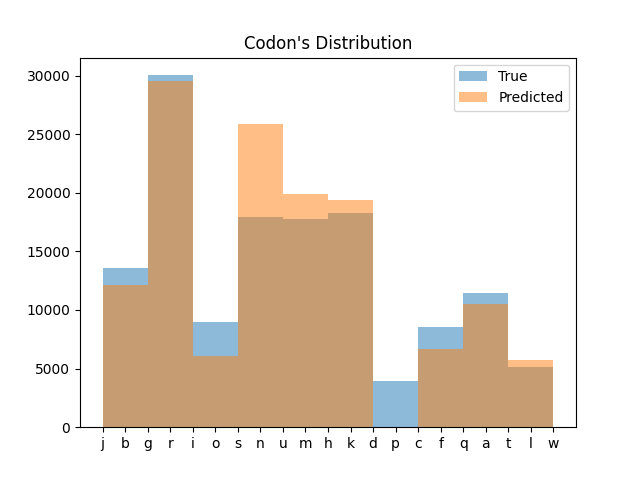 Codon's Distribution
True
Predicted
30000
25000
20000
15000
10000
5000
0
j b g r i o s n u m h k d p c f q a t l w